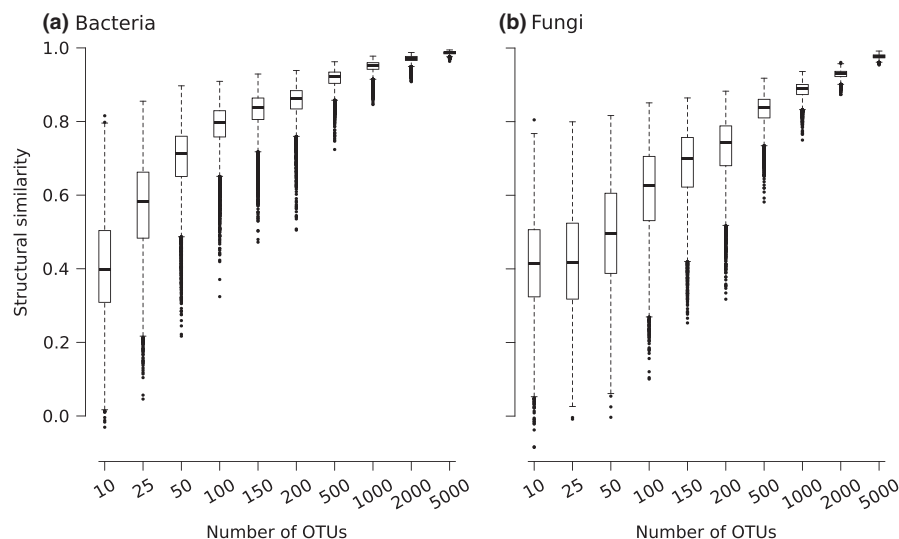 (a) Bacteria
(b) Fungi
Structural similarity
1.0
0.8
0.6
0.4
0.2
0.0
10 25 50 100 150 200 500 1000 2000 5000
10 25 50 100 150 200 500 1000 2000 5000
Number of OTUs
Number of OTUs